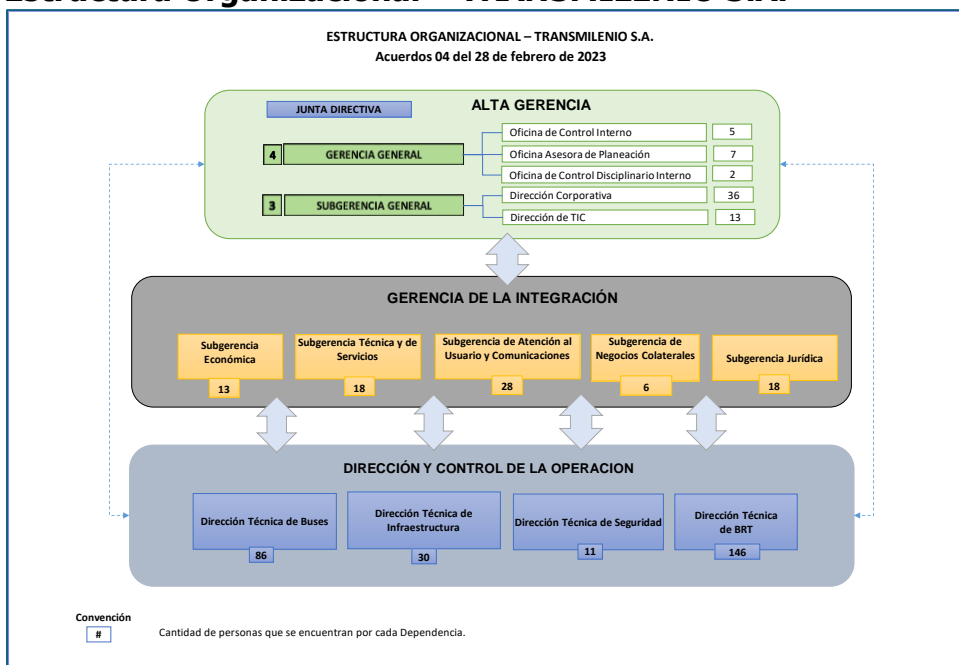 Estructura Organizacional – TRANSMILENIO S.A.
ESTRUCTURA ORGANIZACIONAL – TRANSMILENIO S.A.
Acuerdos 04 del 28 de febrero de 2023
JUNTA DIRECTIVA
ALTA GERENCIA
Oficina de Control Interno 5
4 GERENCIA GENERAL
Oficina Asesora de Planeación 7
Oficina de Control Disciplinario Interno 2
Dirección Corporativa 36
3 SUBGERENCIA GENERAL
Dirección de TIC 13
GERENCIA DE LA INTEGRACIÓN
Subgerencia
Económica
13
Subgerencia Técnica y de
Servicios
18
Subgerencia de Atención al
Usuario y Comunicaciones
28
Subgerencia de
Negocios Colaterales
6
Subgerencia Jurídica
18
DIRECCIÓN Y CONTROL DE LA OPERACION
Dirección Técnica de Buses
86
Dirección Técnica de
Infraestructura
30
Dirección Técnica de Seguridad
11
Dirección Técnica
de BRT
146
Convención
# Cantidad de personas que se encuentran por cada Dependencia.